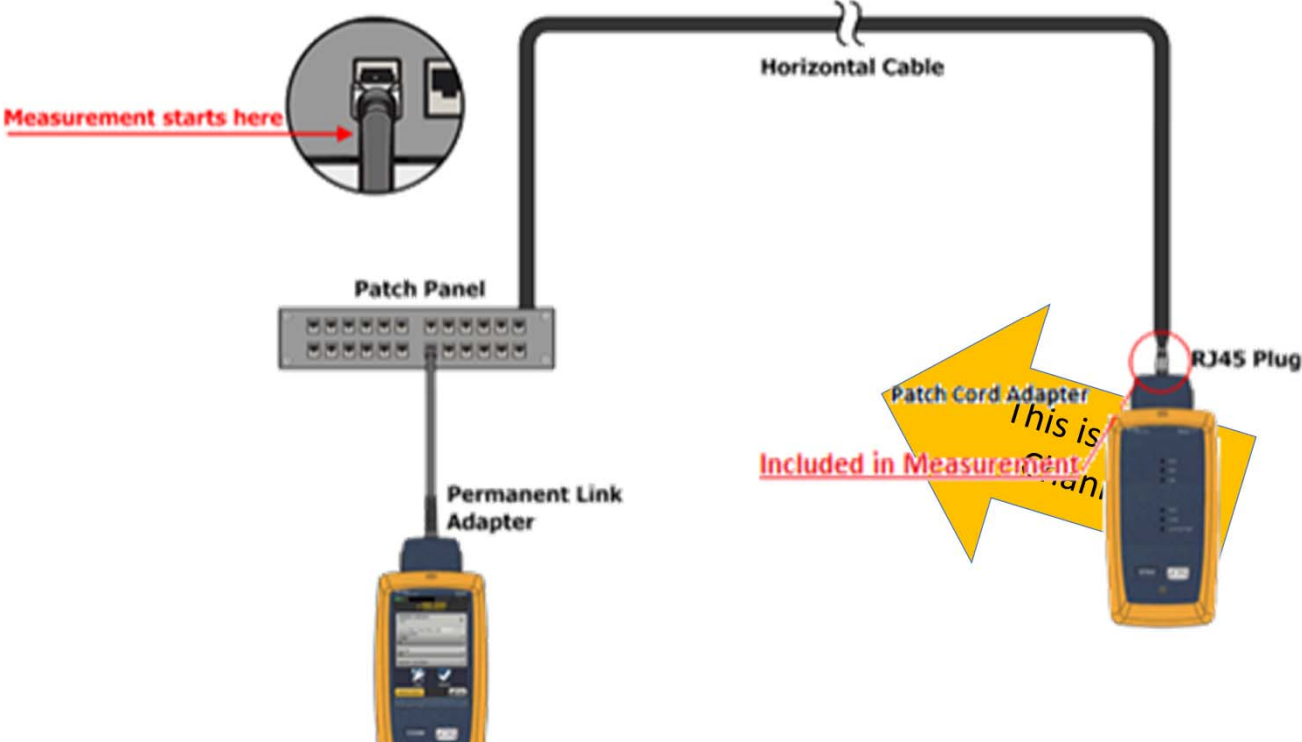 Horizontal Cable
Measurement starts here
Patch Panel
RJ45 Plug
Patch Cord Adapter
This is
Included in Measurement
Permanent Link
Adapter